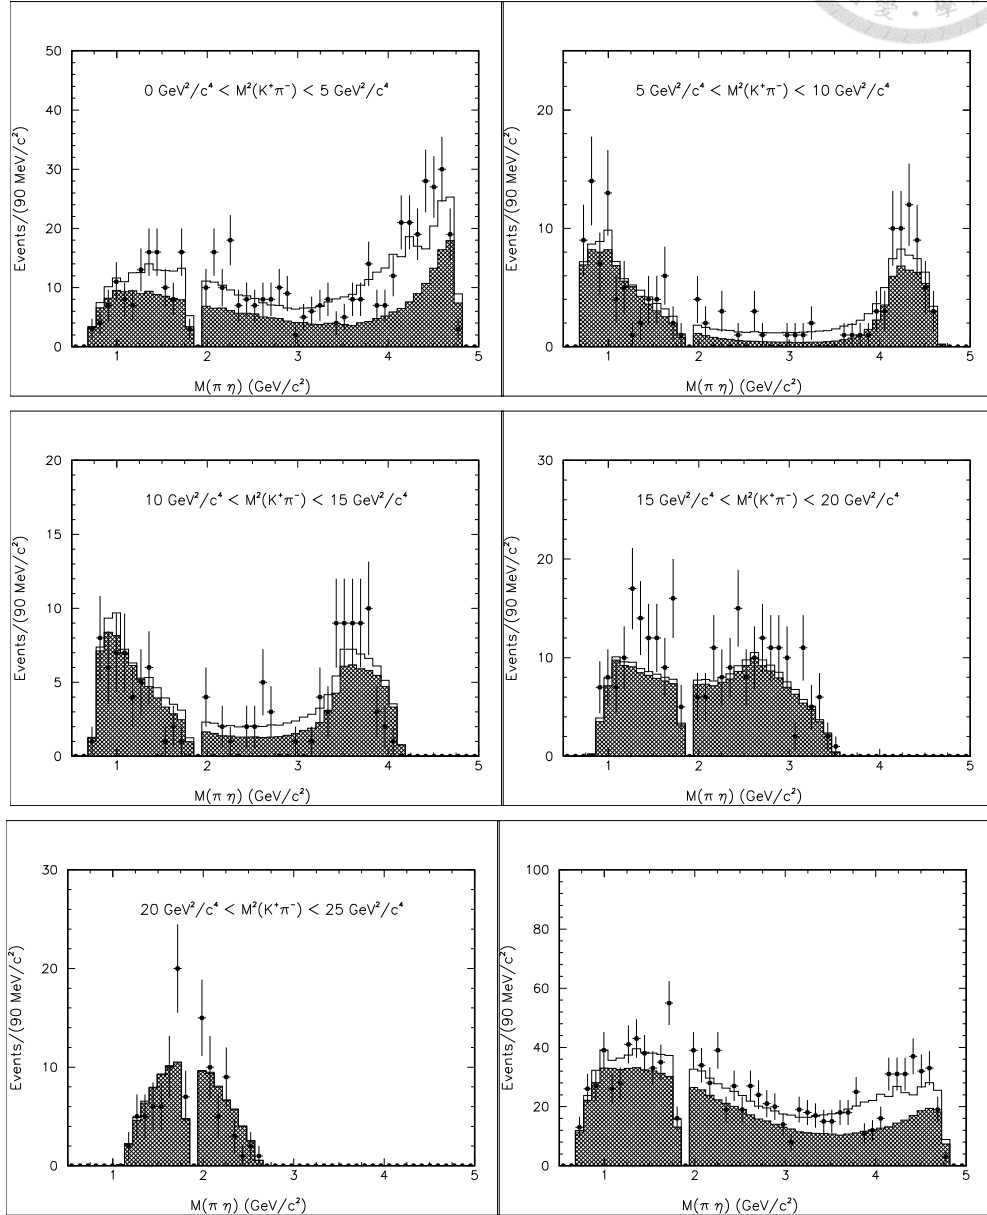 愛·學
50
40
30
20
10
0
Events/(90 MeV/c²)
0 GeV²/c⁴ < M²(K⁺π⁻) < 5 GeV²/c⁴
1 2 3 4 5
M(π η) (GeV/c²)
20
10
0
Events/(90 MeV/c²)
5 GeV²/c⁴ < M²(K⁺π⁻) < 10 GeV²/c⁴
1 2 3 4 5
M(π η) (GeV/c²)
20
15
10
5
0
Events/(90 MeV/c²)
10 GeV²/c⁴ < M²(K⁺π⁻) < 15 GeV²/c⁴
1 2 3 4 5
M(π η) (GeV/c²)
30
20
10
0
Events/(90 MeV/c²)
15 GeV²/c⁴ < M²(K⁺π⁻) < 20 GeV²/c⁴
1 2 3 4 5
M(π η) (GeV/c²)
30
20
10
0
Events/(90 MeV/c²)
20 GeV²/c⁴ < M²(K⁺π⁻) < 25 GeV²/c⁴
1 2 3 4 5
M(π η) (GeV/c²)
100
80
60
40
20
0
Events/(90 MeV/c²)
1 2 3 4 5
M(π η) (GeV/c²)